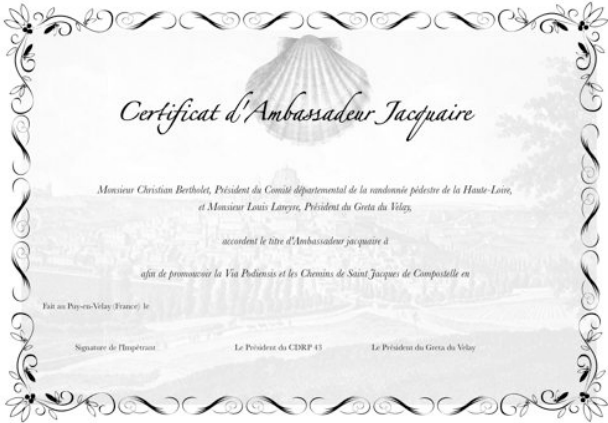 Certificat d'Ambassadeur Jacquaire
Monsieur Christian Bertholet, Président du Comité départemental de la randonnée pédestre de la Haute-Loire,
et Monsieur Louis Lareyre, Président du Greta du Velay,
accordent le titre d'Ambassadeur jacquaire à
afin de promouvoir la Via Podiensis et les Chemins de Saint Jacques de Compostelle en
Fait au Puy-en-Velay (France) le
Signature de l'Impétrant Le Président du CDRP 43 Le Président du Greta du Velay